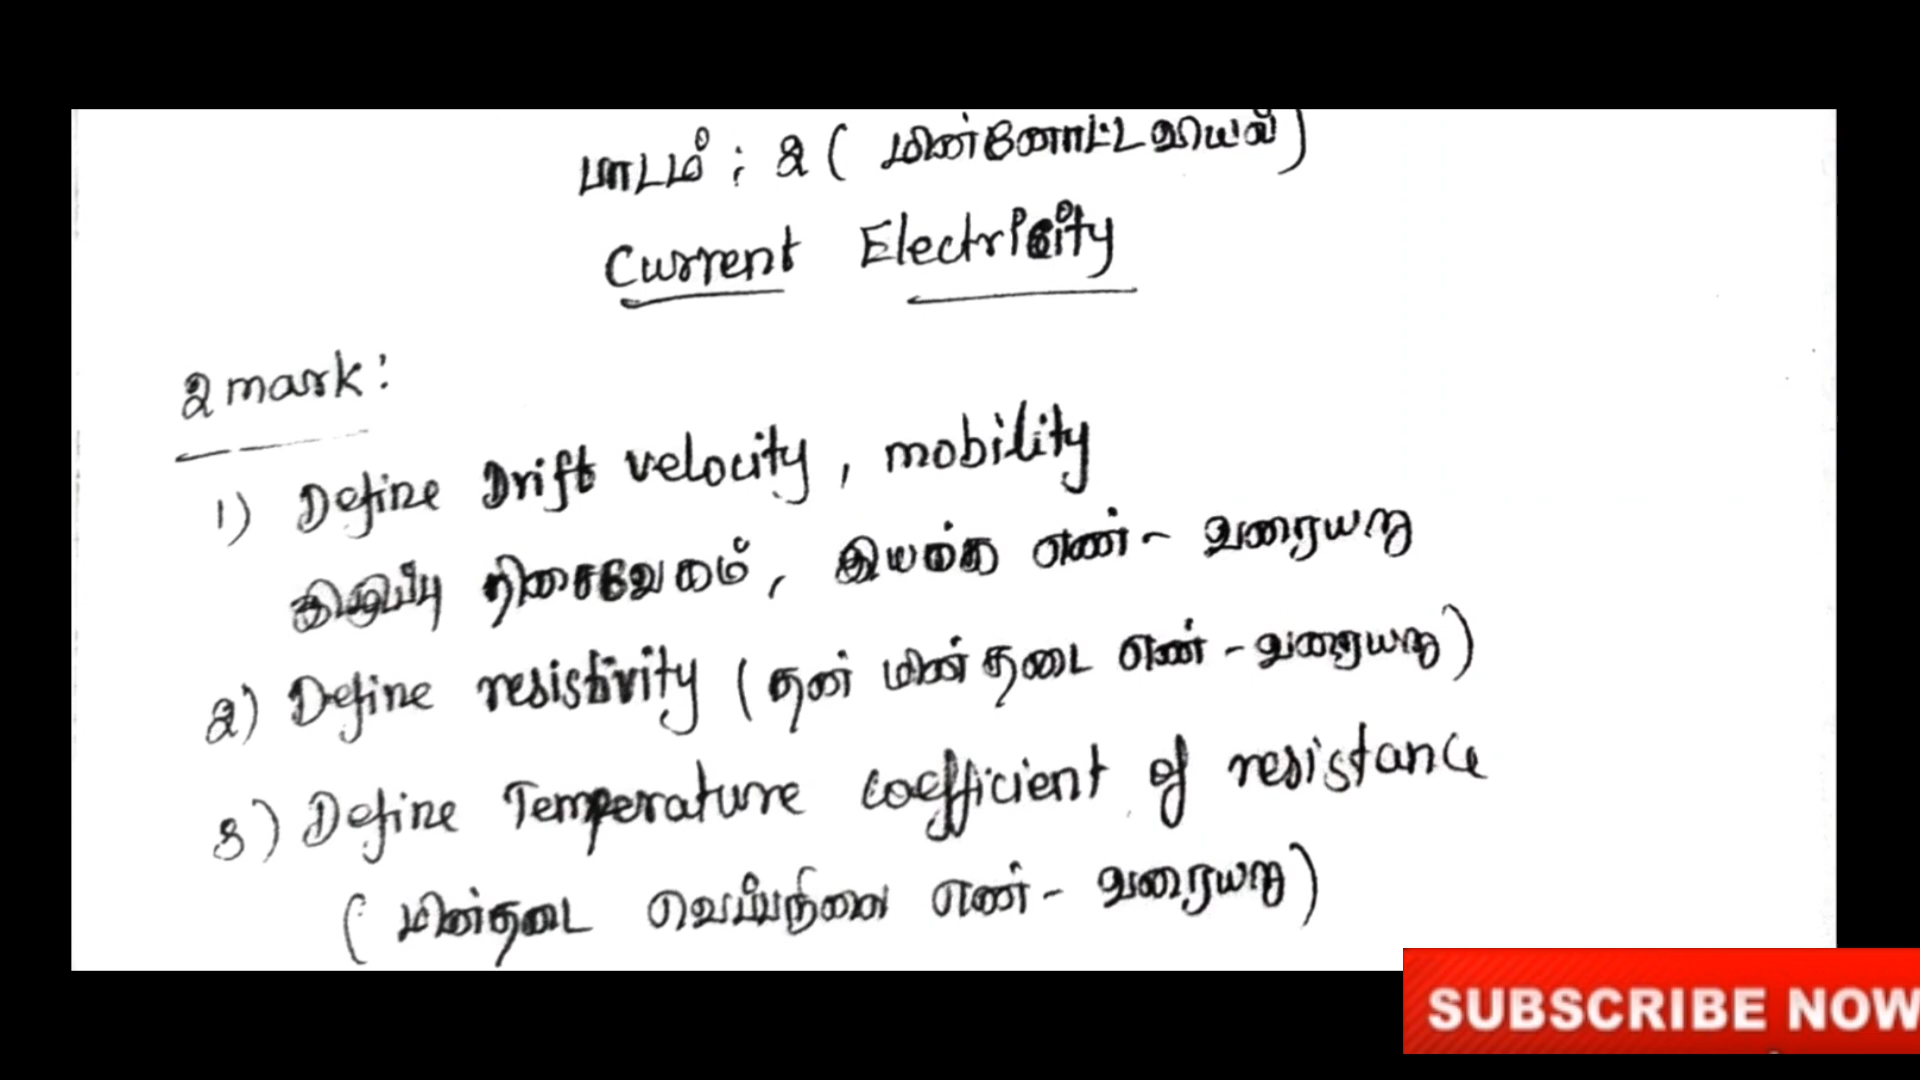 பாடம் : 2 ( மின்னோட்டவியல் )
Current Electricity
2 mark :
1) Define Drift velocity , mobility
இழுப்பு திசைவேகம் , இயக்க எண் - வரையறு
2) Define resistivity ( தன் மின்தடை எண் - வரையறு )
3) Define Temperature coefficient of resistance
( மின்தடை வெப்பநிலை எண் - வரையறு )
SUBSCRIBE NOW